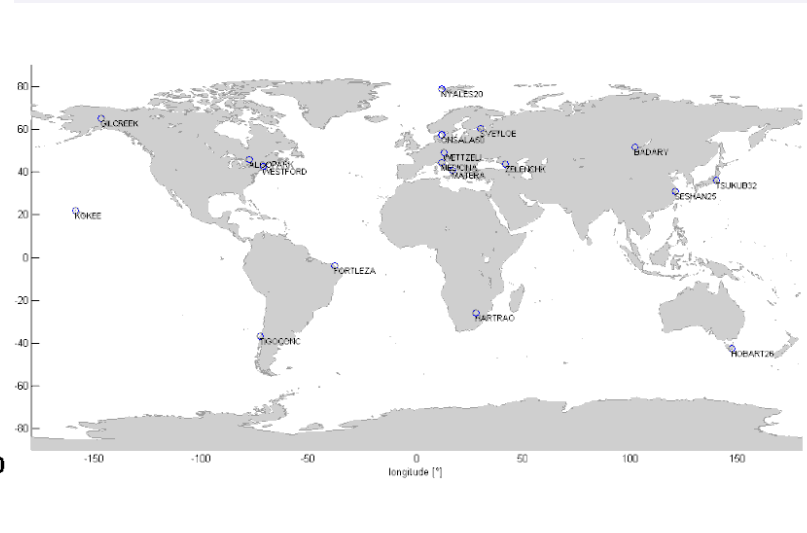 80
NYALES20
60
GILCREEK
SVETLOE
ONSALA60
BADARY
WETTZELL
ALGOPARK
MEDICINA
ZELENCHK
40
WESTFORD
MATERA
TSUKUB32
SESHAN25
20
KOKEE
0
FORTLEZA
-20
HARTRAO
-40
TIGOCONC
HOBART26
-60
-80
-150 -100 -50 0 50 100 150
longitude [°]